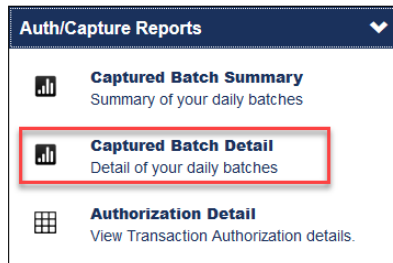 Auth/Capture Reports
Captured Batch Summary
Summary of your daily batches
Captured Batch Detail
Detail of your daily batches
Authorization Detail
View Transaction Authorization details.